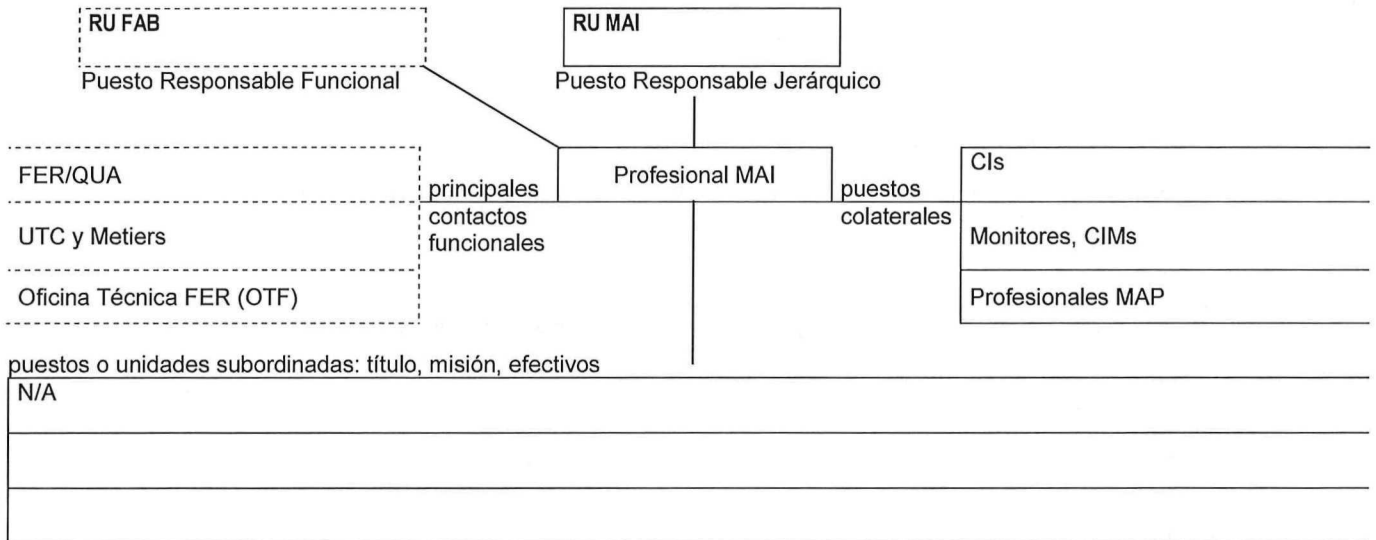 RU FAB
RU MAI
Puesto Responsable Funcional
Puesto Responsable Jerárquico
FER/QUA
principales
contactos
funcionales
Profesional MAI
puestos
colaterales
CIs
UTC y Metiers
Monitores, CIMs
Oficina Técnica FER (OTF)
Profesionales MAP
puestos o unidades subordinadas: título, misión, efectivos
N/A